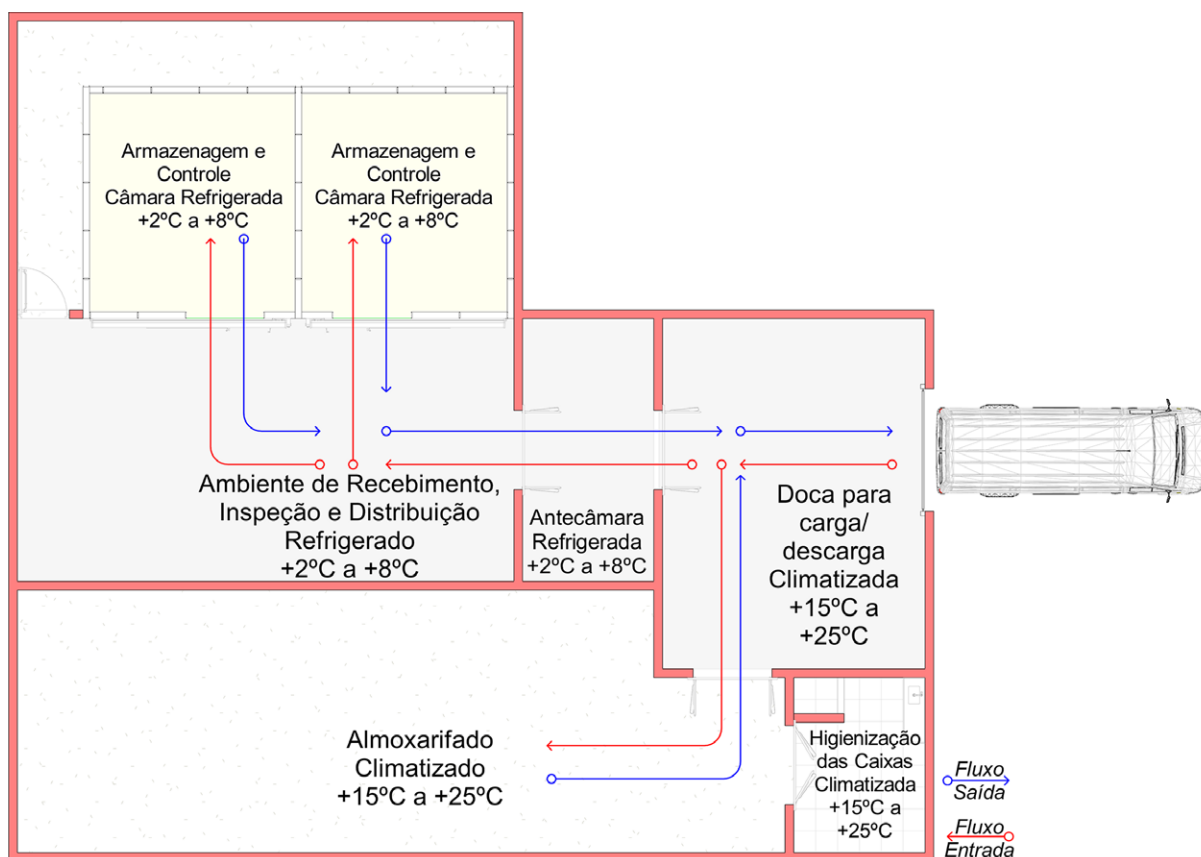 Armazenagem e
Controle
Câmara Refrigerada
+2ºC a +8ºC
Armazenagem e
Controle
Câmara Refrigerada
+2ºC a +8ºC
Ambiente de Recebimento,
Inspeção e Distribuição
Refrigerado
+2ºC a +8ºC
Antecâmara
Refrigerada
+2ºC a +8ºC
Doca para
carga/
descarga
Climatizada
+15ºC a
+25ºC
Almoxarifado
Climatizado
+15ºC a +25ºC
Higienização
das Caixas
Climatizada
+15ºC a
+25ºC
Fluxo
Saída
Fluxo
Entrada